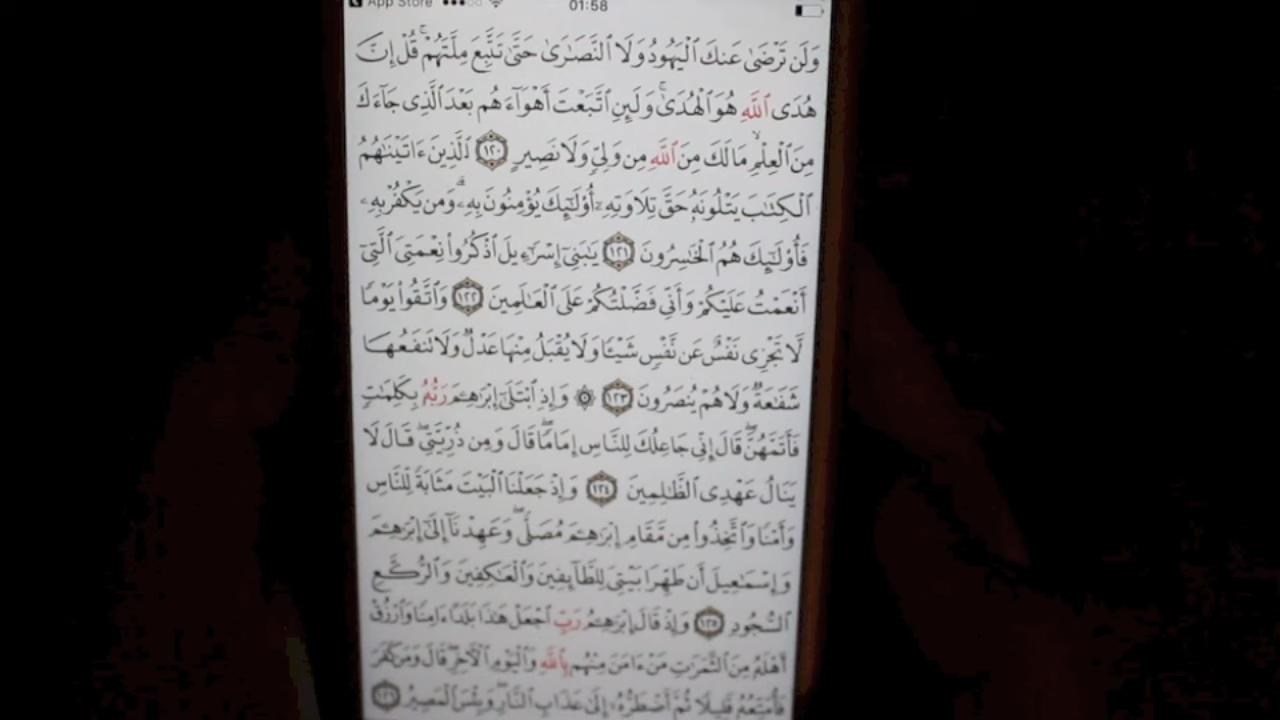 App Store 01:58
وَلَن تَرْضَىٰ عَنكَ ٱلْيَهُودُ وَلَا ٱلنَّصَـٰرَىٰ حَتَّىٰ تَتَّبِعَ مِلَّتَهُمْ ۗ قُلْ إِنَّ
هُدَى ٱللَّهِ هُوَ ٱلْهُدَىٰ ۗ وَلَئِنِ ٱتَّبَعْتَ أَهْوَآءَهُم بَعْدَ ٱلَّذِى جَآءَكَ
مِنَ ٱلْعِلْمِ ۙ مَا لَكَ مِنَ ٱللَّهِ مِن وَلِىٍّ وَلَا نَصِيرٍ ١٢٠ ٱلَّذِينَ ءَاتَيْنَـٰهُمُ
ٱلْكِتَـٰبَ يَتْلُونَهُۥ حَقَّ تِلَاوَتِهِۦٓ أُو۟لَـٰٓئِكَ يُؤْمِنُونَ بِهِۦ ۗ وَمَن يَكْفُرْ بِهِۦ
فَأُو۟لَـٰٓئِكَ هُمُ ٱلْخَـٰسِرُونَ ١٢١ يَـٰبَنِىٓ إِسْرَٰٓءِيلَ ٱذْكُرُوا۟ نِعْمَتِىَ ٱلَّتِىٓ
أَنْعَمْتُ عَلَيْكُمْ وَأَنِّى فَضَّلْتُكُمْ عَلَى ٱلْعَـٰلَمِينَ ١٢٢ وَٱتَّقُوا۟ يَوْمًا
لَّا تَجْزِى نَفْسٌ عَن نَّفْسٍ شَيْـًٔا وَلَا يُقْبَلُ مِنْهَا عَدْلٌ وَلَا تَنفَعُهَا
شَفَـٰعَةٌ وَلَا هُمْ يُنصَرُونَ ١٢٣ ۞ وَإِذِ ٱبْتَلَىٰٓ إِبْرَٰهِـۧمَ رَبُّهُۥ بِكَلِمَـٰتٍ
فَأَتَمَّهُنَّ ۖ قَالَ إِنِّى جَاعِلُكَ لِلنَّاسِ إِمَامًا ۖ قَالَ وَمِن ذُرِّيَّتِى ۖ قَالَ لَا
يَنَالُ عَهْدِى ٱلظَّـٰلِمِينَ ١٢٤ وَإِذْ جَعَلْنَا ٱلْبَيْتَ مَثَابَةً لِّلنَّاسِ
وَأَمْنًا وَٱتَّخِذُوا۟ مِن مَّقَامِ إِبْرَٰهِـۧمَ مُصَلًّى ۖ وَعَهِدْنَآ إِلَىٰٓ إِبْرَٰهِـۧمَ
وَإِسْمَـٰعِيلَ أَن طَهِّرَا بَيْتِىَ لِلطَّآئِفِينَ وَٱلْعَـٰكِفِينَ وَٱلرُّكَّعِ
ٱلسُّجُودِ ١٢٥ وَإِذْ قَالَ إِبْرَٰهِـۧمُ رَبِّ ٱجْعَلْ هَـٰذَا بَلَدًا ءَامِنًا وَٱرْزُقْ
أَهْلَهُۥ مِنَ ٱلثَّمَرَٰتِ مَنْ ءَامَنَ مِنْهُم بِٱللَّهِ وَٱلْيَوْمِ ٱلْـَٔاخِرِ ۖ قَالَ وَمَن كَفَرَ
فَأُمَتِّعُهُۥ قَلِيلًا ثُمَّ أَضْطَرُّهُۥٓ إِلَىٰ عَذَابِ ٱلنَّارِ ۖ وَبِئْسَ ٱلْمَصِيرُ ١٢٦